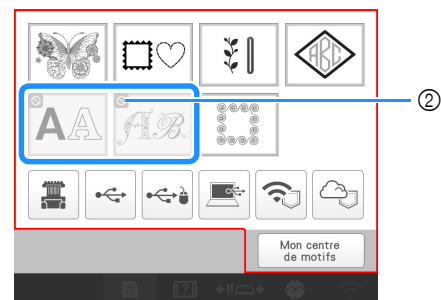 ABC
AA
AB
②
Mon centre
de motifs
?